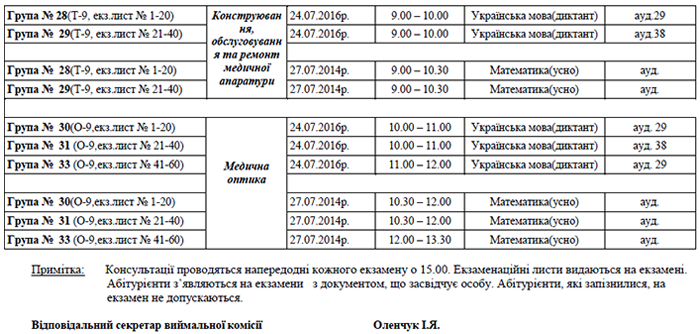 Група № 28(Т-9, екз.лист № 1-20) Конструюван 24.07.2016р. 9.00 – 10.00 Українська мова(диктант) ауд.29
Група № 29(Т-9, екз.лист № 21-40) ня, 24.07.2016р. 9.00 – 10.00 Українська мова(диктант) ауд.38
обслуговуванн
я та ремонт
Група № 28(Т-9, екз.лист № 1-20) медичної 27.07.2014р. 9.00 – 10.30 Математика(усно) ауд.
Група № 29(Т-9, екз.лист № 21-40) апаратури 27.07.2014р. 9.00 – 10.30 Математика(усно) ауд.
Група № 30(О-9,екз.лист № 1-20) 24.07.2016р. 10.00 – 11.00 Українська мова(диктант) ауд. 29
Група № 31 (О-9,екз.лист № 21-40) 24.07.2016р. 10.00 – 11.00 Українська мова(диктант) ауд. 38
Група № 33 (О-9,екз.лист № 41-60) Медична 24.07.2016р. 11.00 – 12.00 Українська мова(диктант) ауд. 29
оптика
Група № 30(О-9,екз.лист № 1-20) 27.07.2014р. 10.30 – 12.00 Математика(усно) ауд.
Група № 31 (О-9,екз.лист № 21-40) 27.07.2014р. 10.30 – 12.00 Математика(усно) ауд.
Група № 33 (О-9,екз.лист № 41-60) 27.07.2014р. 12.00 – 13.30 Математика(усно) ауд.
Примітка: Консультації проводяться напередодні кожного екзамену о 15.00. Екзаменаційні листи видаються на екзамені.
Абітурієнти з’являються на екзамени з документом, що засвідчує особу. Абітурієнти, які запізнилися, на
екзамен не допускаються.
Відповідальний секретар виймальної комісії Оленчук І.Я.